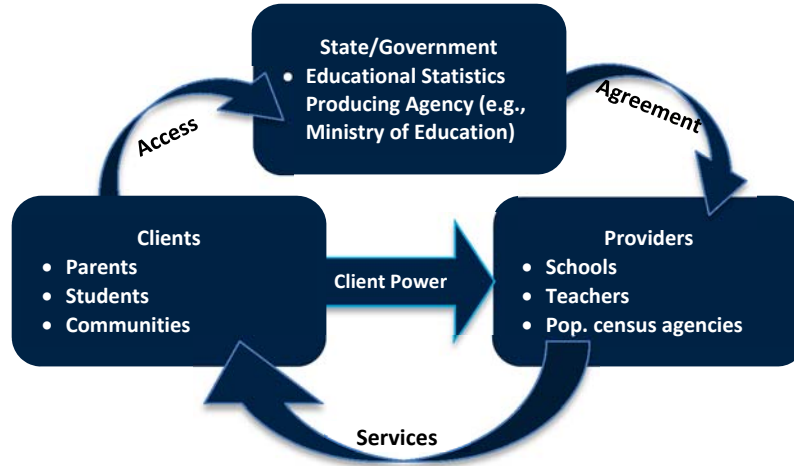 State/Government
• Educational Statistics
Producing Agency (e.g.,
Ministry of Education)
Access
Agreement
Clients
• Parents
• Students
• Communities
Client Power
Providers
• Schools
• Teachers
• Pop. census agencies
Services